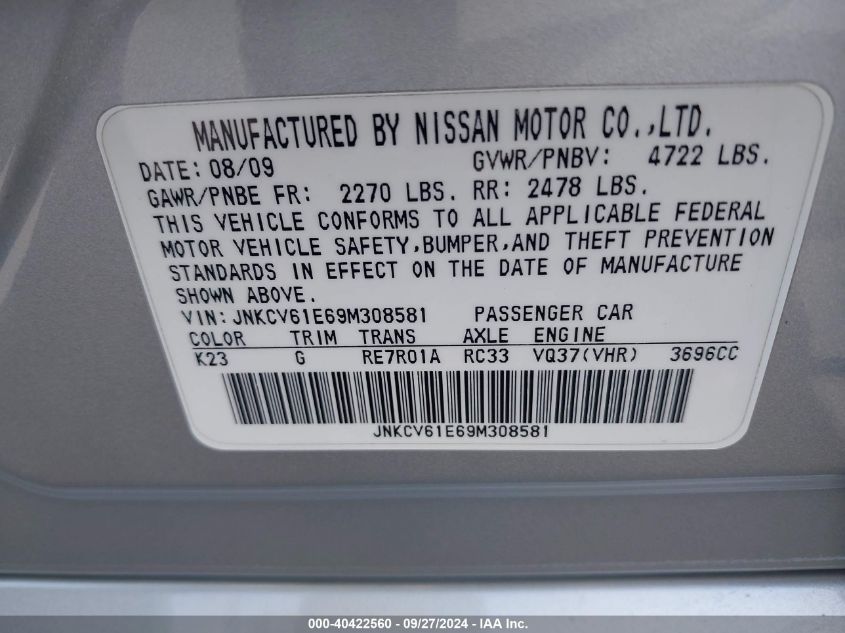 MANUFACTURED BY NISSAN MOTOR CO.,LTD.
DATE: 08/09 GVWR/PNBV: 4722 LBS.
GAWR/PNBE FR: 2270 LBS. RR: 2478 LBS.
THIS VEHICLE CONFORMS TO ALL APPLICABLE FEDERAL
MOTOR VEHICLE SAFETY,BUMPER,AND THEFT PREVENTION
STANDARDS IN EFFECT ON THE DATE OF MANUFACTURE
SHOWN ABOVE.
VIN: JNKCV61E69M308581 PASSENGER CAR
COLOR TRIM TRANS AXLE ENGINE
K23 G RE7R01A RC33 VQ37(VHR) 3696CC
JNKCV61E69M308581
000-40422560 - 09/27/2024 - IAA Inc.